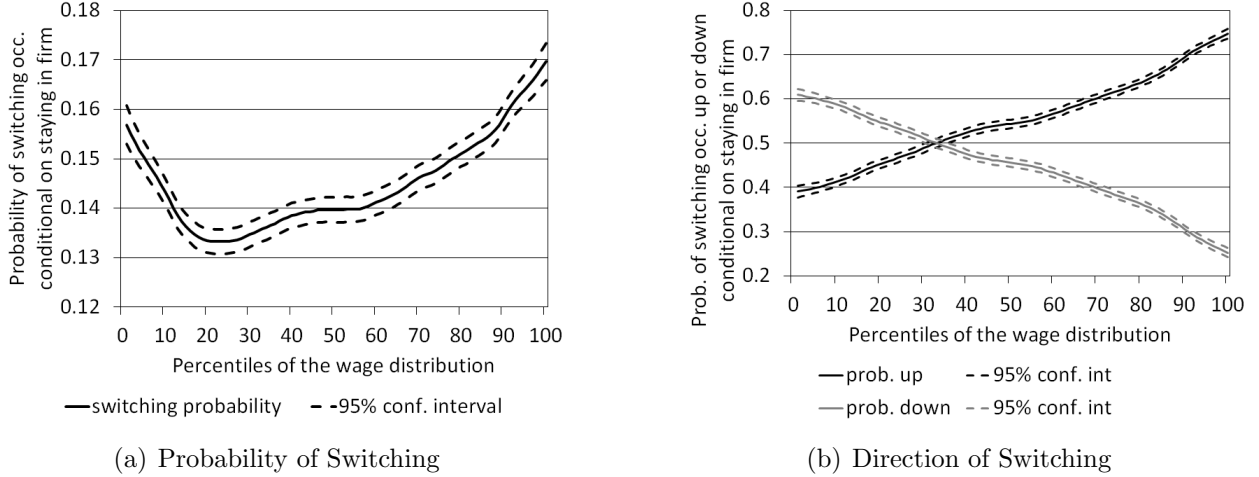 Probability of switching occ.
conditional on staying in firm
0.18
0.17
0.16
0.15
0.14
0.13
0.12
0 10 20 30 40 50 60 70 80 90 100
Percentiles of the wage distribution
switching probability 95% conf. interval
(a) Probability of Switching
Prob. of switching occ. up or down
conditional on staying in firm
0.8
0.7
0.6
0.5
0.4
0.3
0.2
0 10 20 30 40 50 60 70 80 90 100
Percentiles of the wage distribution
prob. up 95% conf. int
prob. down 95% conf. int
(b) Direction of Switching